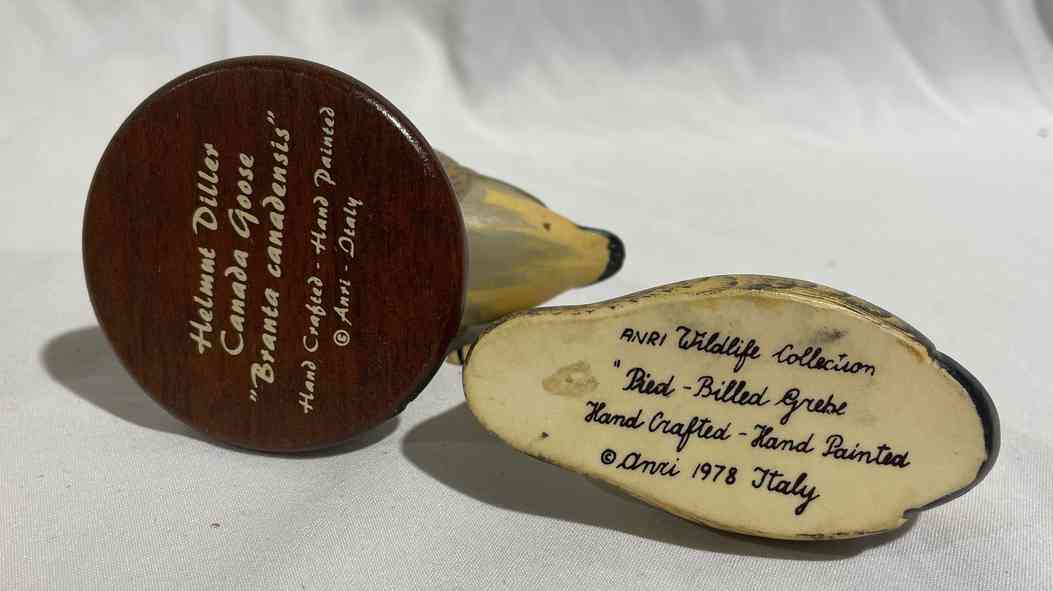 Helmut Diller
Canada Goose
"Branta canadensis"
Hand Crafted - Hand Painted
© Anri - Italy
ANRI Wildlife Collection
"Pied - Billed Grebe
Hand Crafted - Hand Painted
© Anri 1978 Italy